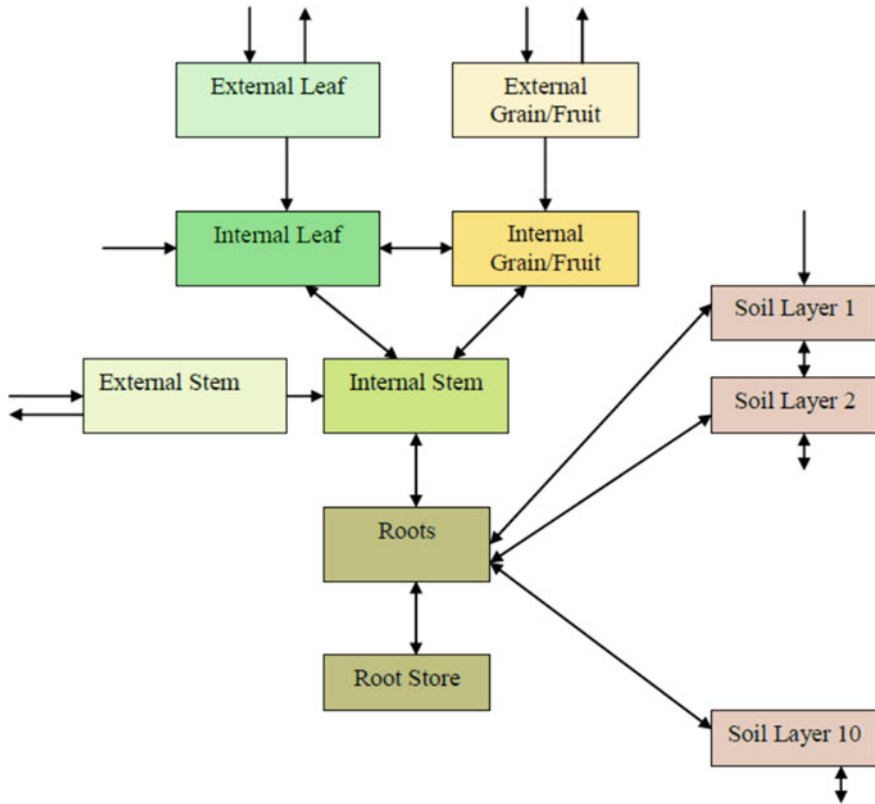 External Leaf
External
Grain/Fruit
Internal Leaf
Internal
Grain/Fruit
Soil Layer 1
External Stem
Internal Stem
Soil Layer 2
Roots
Root Store
Soil Layer 10